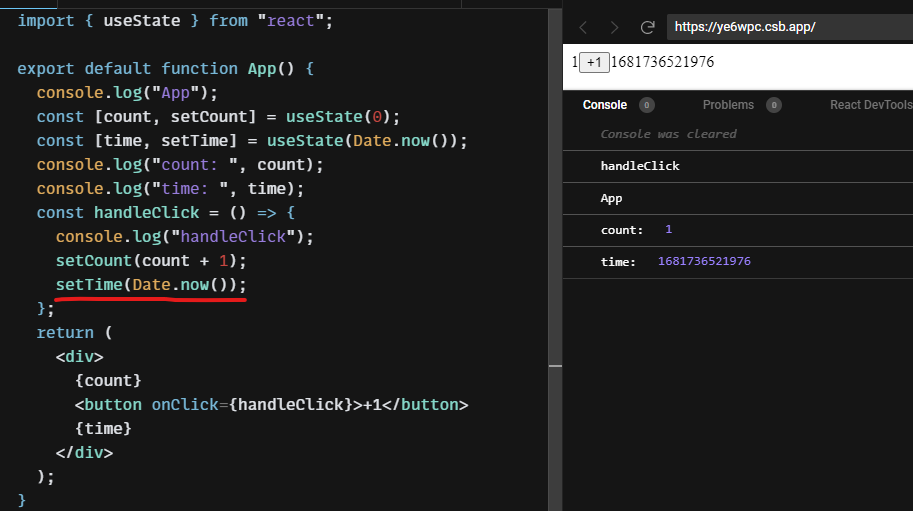 import { useState } from "react";
export default function App() {
console.log("App");
const [count, setCount] = useState(0);
const [time, setTime] = useState(Date.now());
console.log("count: ", count);
console.log("time: ", time);
const handleClick = () => {
console.log("handleClick");
setCount(count + 1);
setTime(Date.now());
};
return (
<div>
{count}
<button onClick={handleClick}>+1</button>
{time}
</div>
);
}
https://ye6wpc.csb.app/
1+11681736521976
Console 0 Problems 0 React DevTools
Console was cleared
handleClick
App
count: 1
time: 1681736521976